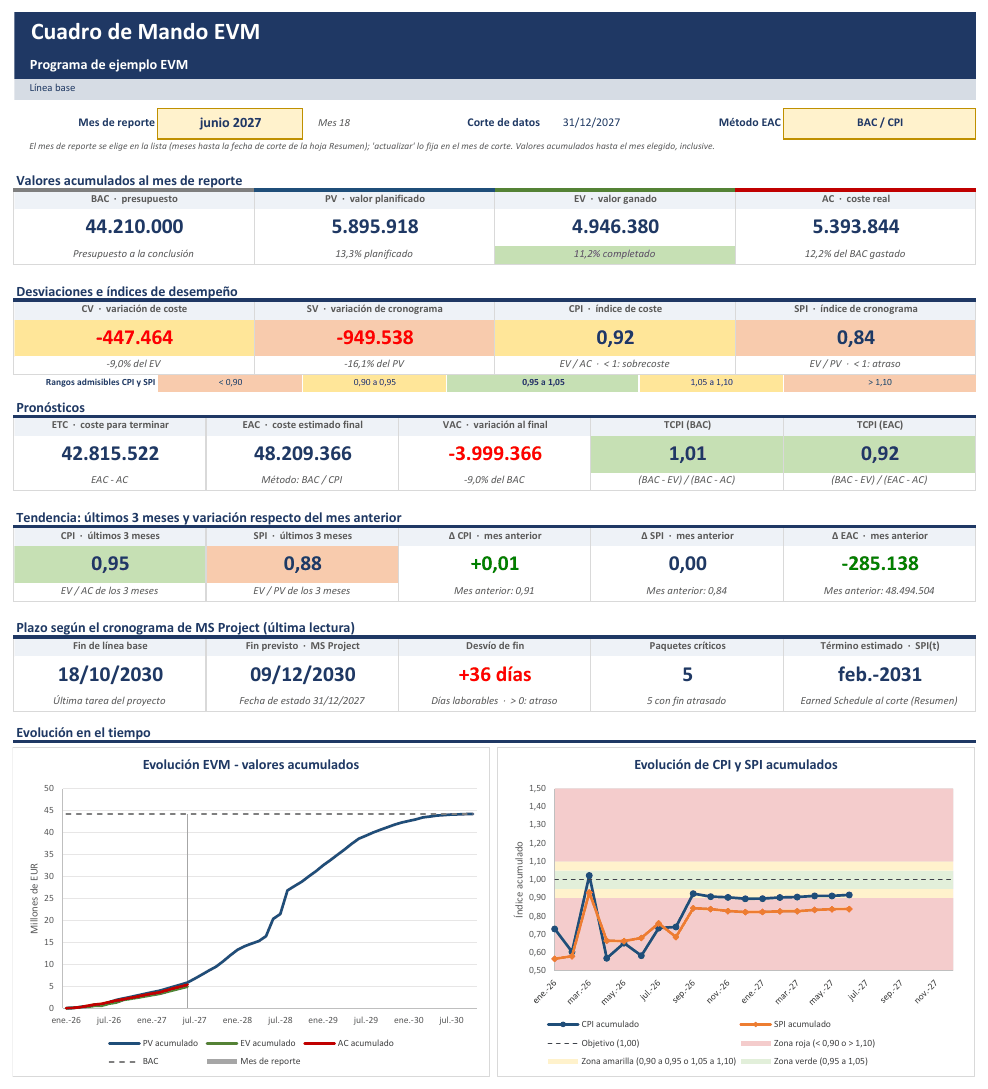 Cuadro de Mando EVM
Programa de ejemplo EVM
Línea base
Mes de reporte junio 2027 Mes 18 Corte de datos 31/12/2027 Método EAC BAC / CPI
El mes de reporte se elige en la lista (meses hasta la fecha de corte de la hoja Resumen); 'actualizar' lo fija en el mes de corte. Valores acumulados hasta el mes elegido, inclusive.
Valores acumulados al mes de reporte
BAC · presupuesto PV · valor planificado EV · valor ganado AC · coste real
44.210.000 5.895.918 4.946.380 5.393.844
Presupuesto a la conclusión 13,3% planificado 11,2% completado 12,2% del BAC gastado
Desviaciones e índices de desempeño
CV · variación de coste SV · variación de cronograma CPI · índice de coste SPI · índice de cronograma
-447.464 -949.538 0,92 0,84
-9,0% del EV -16,1% del PV EV / AC · < 1: sobrecoste EV / PV · < 1: atraso
Rangos admisibles CPI y SPI < 0,90 0,90 a 0,95 0,95 a 1,05 1,05 a 1,10 > 1,10
Pronósticos
ETC · coste para terminar EAC · coste estimado final VAC · variación al final TCPI (BAC) TCPI (EAC)
42.815.522 48.209.366 -3.999.366 1,01 0,92
EAC - AC Método: BAC / CPI -9,0% del BAC (BAC - EV) / (BAC - AC) (BAC - EV) / (EAC - AC)
Tendencia: últimos 3 meses y variación respecto del mes anterior
CPI · últimos 3 meses SPI · últimos 3 meses Δ CPI · mes anterior Δ SPI · mes anterior Δ EAC · mes anterior
0,95 0,88 +0,01 0,00 -285.138
EV / AC de los 3 meses EV / PV de los 3 meses Mes anterior: 0,91 Mes anterior: 0,84 Mes anterior: 48.494.504
Plazo según el cronograma de MS Project (última lectura)
Fin de línea base Fin previsto · MS Project Desvío de fin Paquetes críticos Término estimado · SPI(t)
18/10/2030 09/12/2030 +36 días 5 feb.-2031
Última tarea del proyecto Fecha de estado 31/12/2027 Días laborables · > 0: atraso 5 con fin atrasado Earned Schedule al corte (Resumen)
Evolución en el tiempo
Evolución EVM - valores acumulados
Millones de EUR
50
45
40
35
30
25
20
15
10
5
0
ene.-26 jul.-26 ene.-27 jul.-27 ene.-28 jul.-28 ene.-29 jul.-29 ene.-30 jul.-30
PV acumulado EV acumulado AC acumulado
BAC Mes de reporte
Evolución de CPI y SPI acumulados
Índice acumulado
1,50
1,40
1,30
1,20
1,10
1,00
0,90
0,80
0,70
0,60
0,50
ene.-26 mar.-26 may.-26 jul.-26 sep.-26 nov.-26 ene.-27 mar.-27 may.-27 jul.-27 sep.-27 nov.-27
CPI acumulado SPI acumulado
Objetivo (1,00) Zona roja (< 0,90 o > 1,10)
Zona amarilla (0,90 a 0,95 o 1,05 a 1,10) Zona verde (0,95 a 1,05)